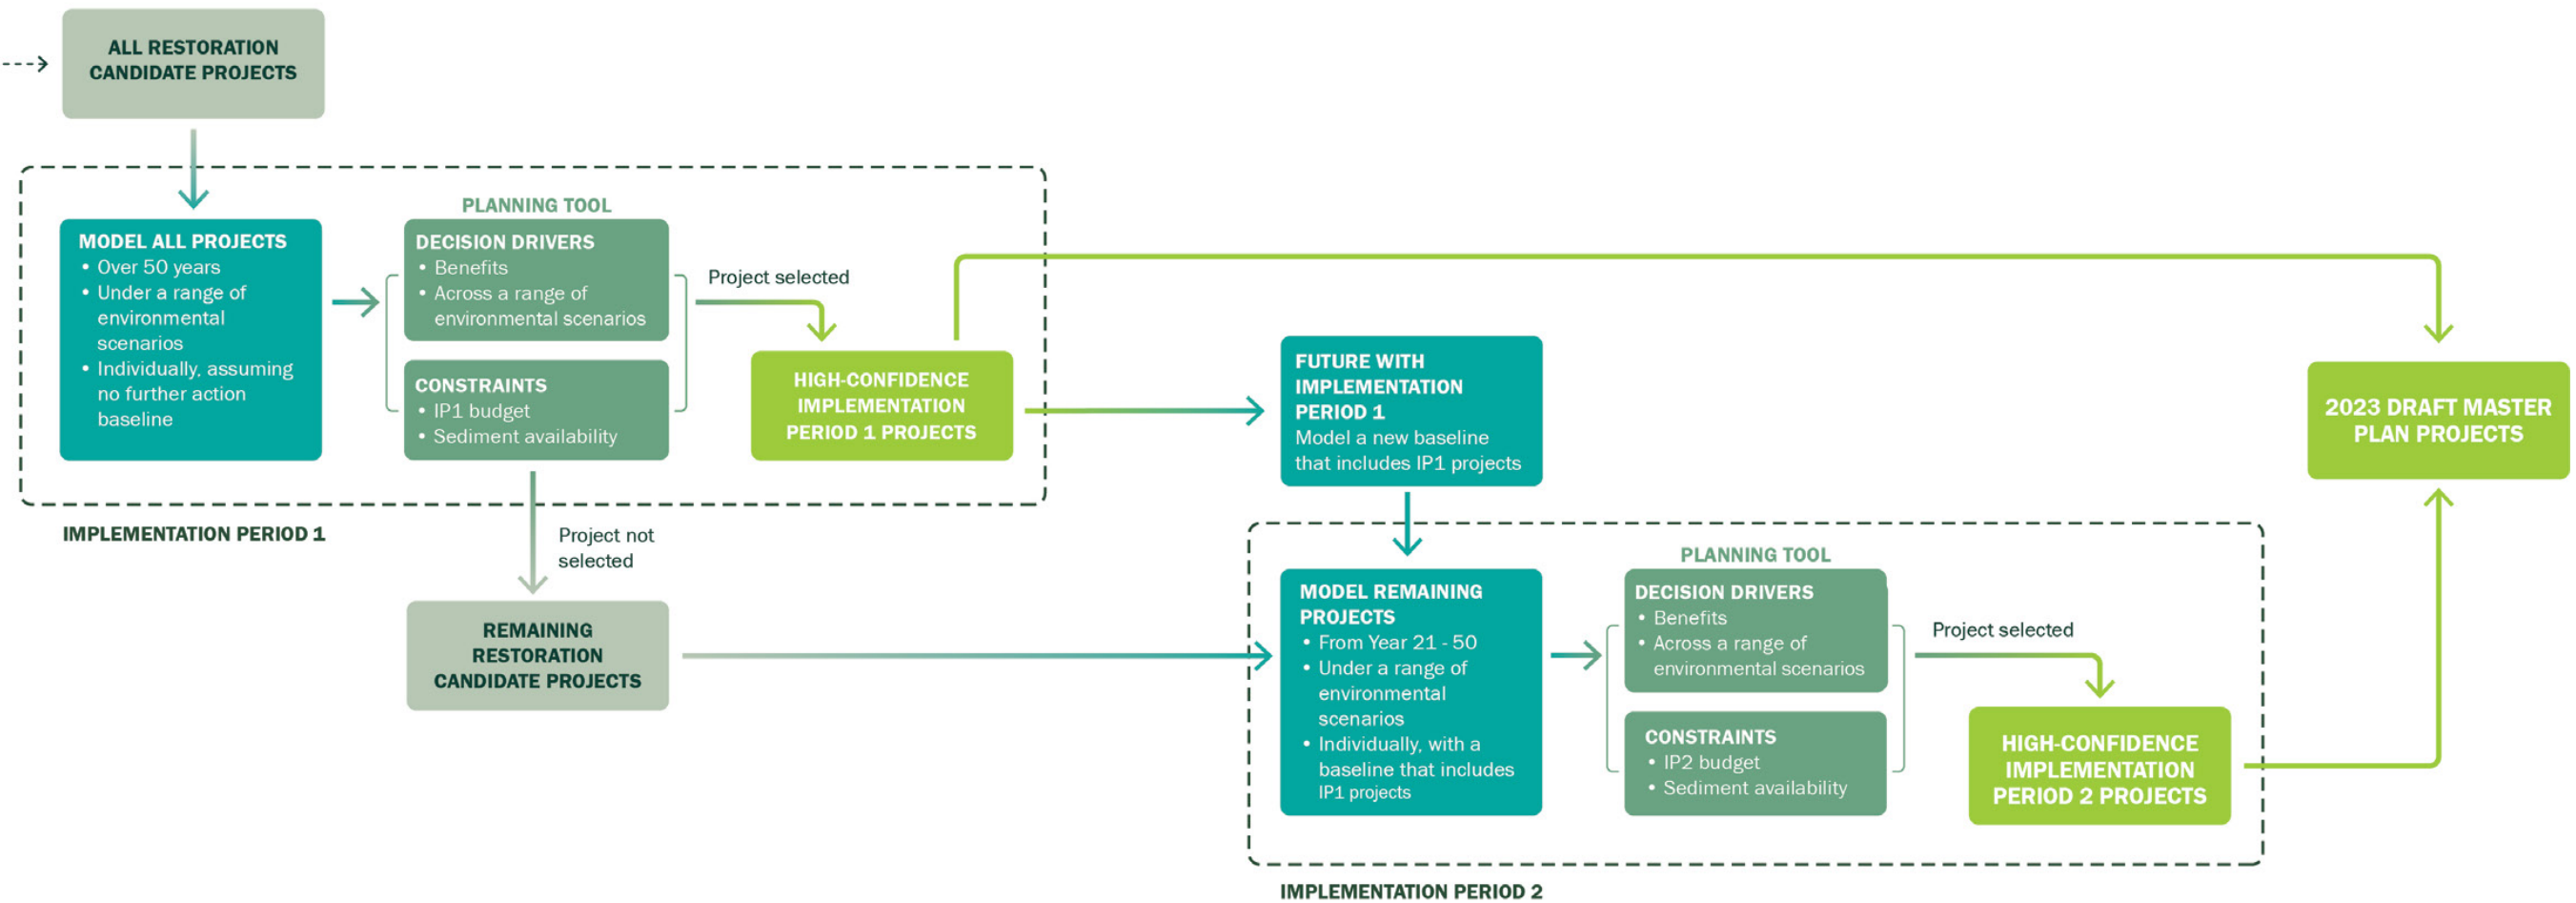 ALL RESTORATION
CANDIDATE PROJECTS
MODEL ALL PROJECTS
• Over 50 years
• Under a range of
environmental
scenarios
• Individually, assuming
no further action
baseline
PLANNING TOOL
DECISION DRIVERS
• Benefits
• Across a range of
environmental scenarios
CONSTRAINTS
• IP1 budget
• Sediment availability
Project selected
HIGH-CONFIDENCE
IMPLEMENTATION
PERIOD 1 PROJECTS
IMPLEMENTATION PERIOD 1
Project not
selected
REMAINING
RESTORATION
CANDIDATE PROJECTS
FUTURE WITH
IMPLEMENTATION
PERIOD 1
Model a new baseline
that includes IP1 projects
MODEL REMAINING
PROJECTS
• From Year 21 - 50
• Under a range of
environmental
scenarios
• Individually, with a
baseline that includes
IP1 projects
PLANNING TOOL
DECISION DRIVERS
• Benefits
• Across a range of
environmental scenarios
CONSTRAINTS
• IP2 budget
• Sediment availability
Project selected
HIGH-CONFIDENCE
IMPLEMENTATION
PERIOD 2 PROJECTS
IMPLEMENTATION PERIOD 2
2023 DRAFT MASTER
PLAN PROJECTS